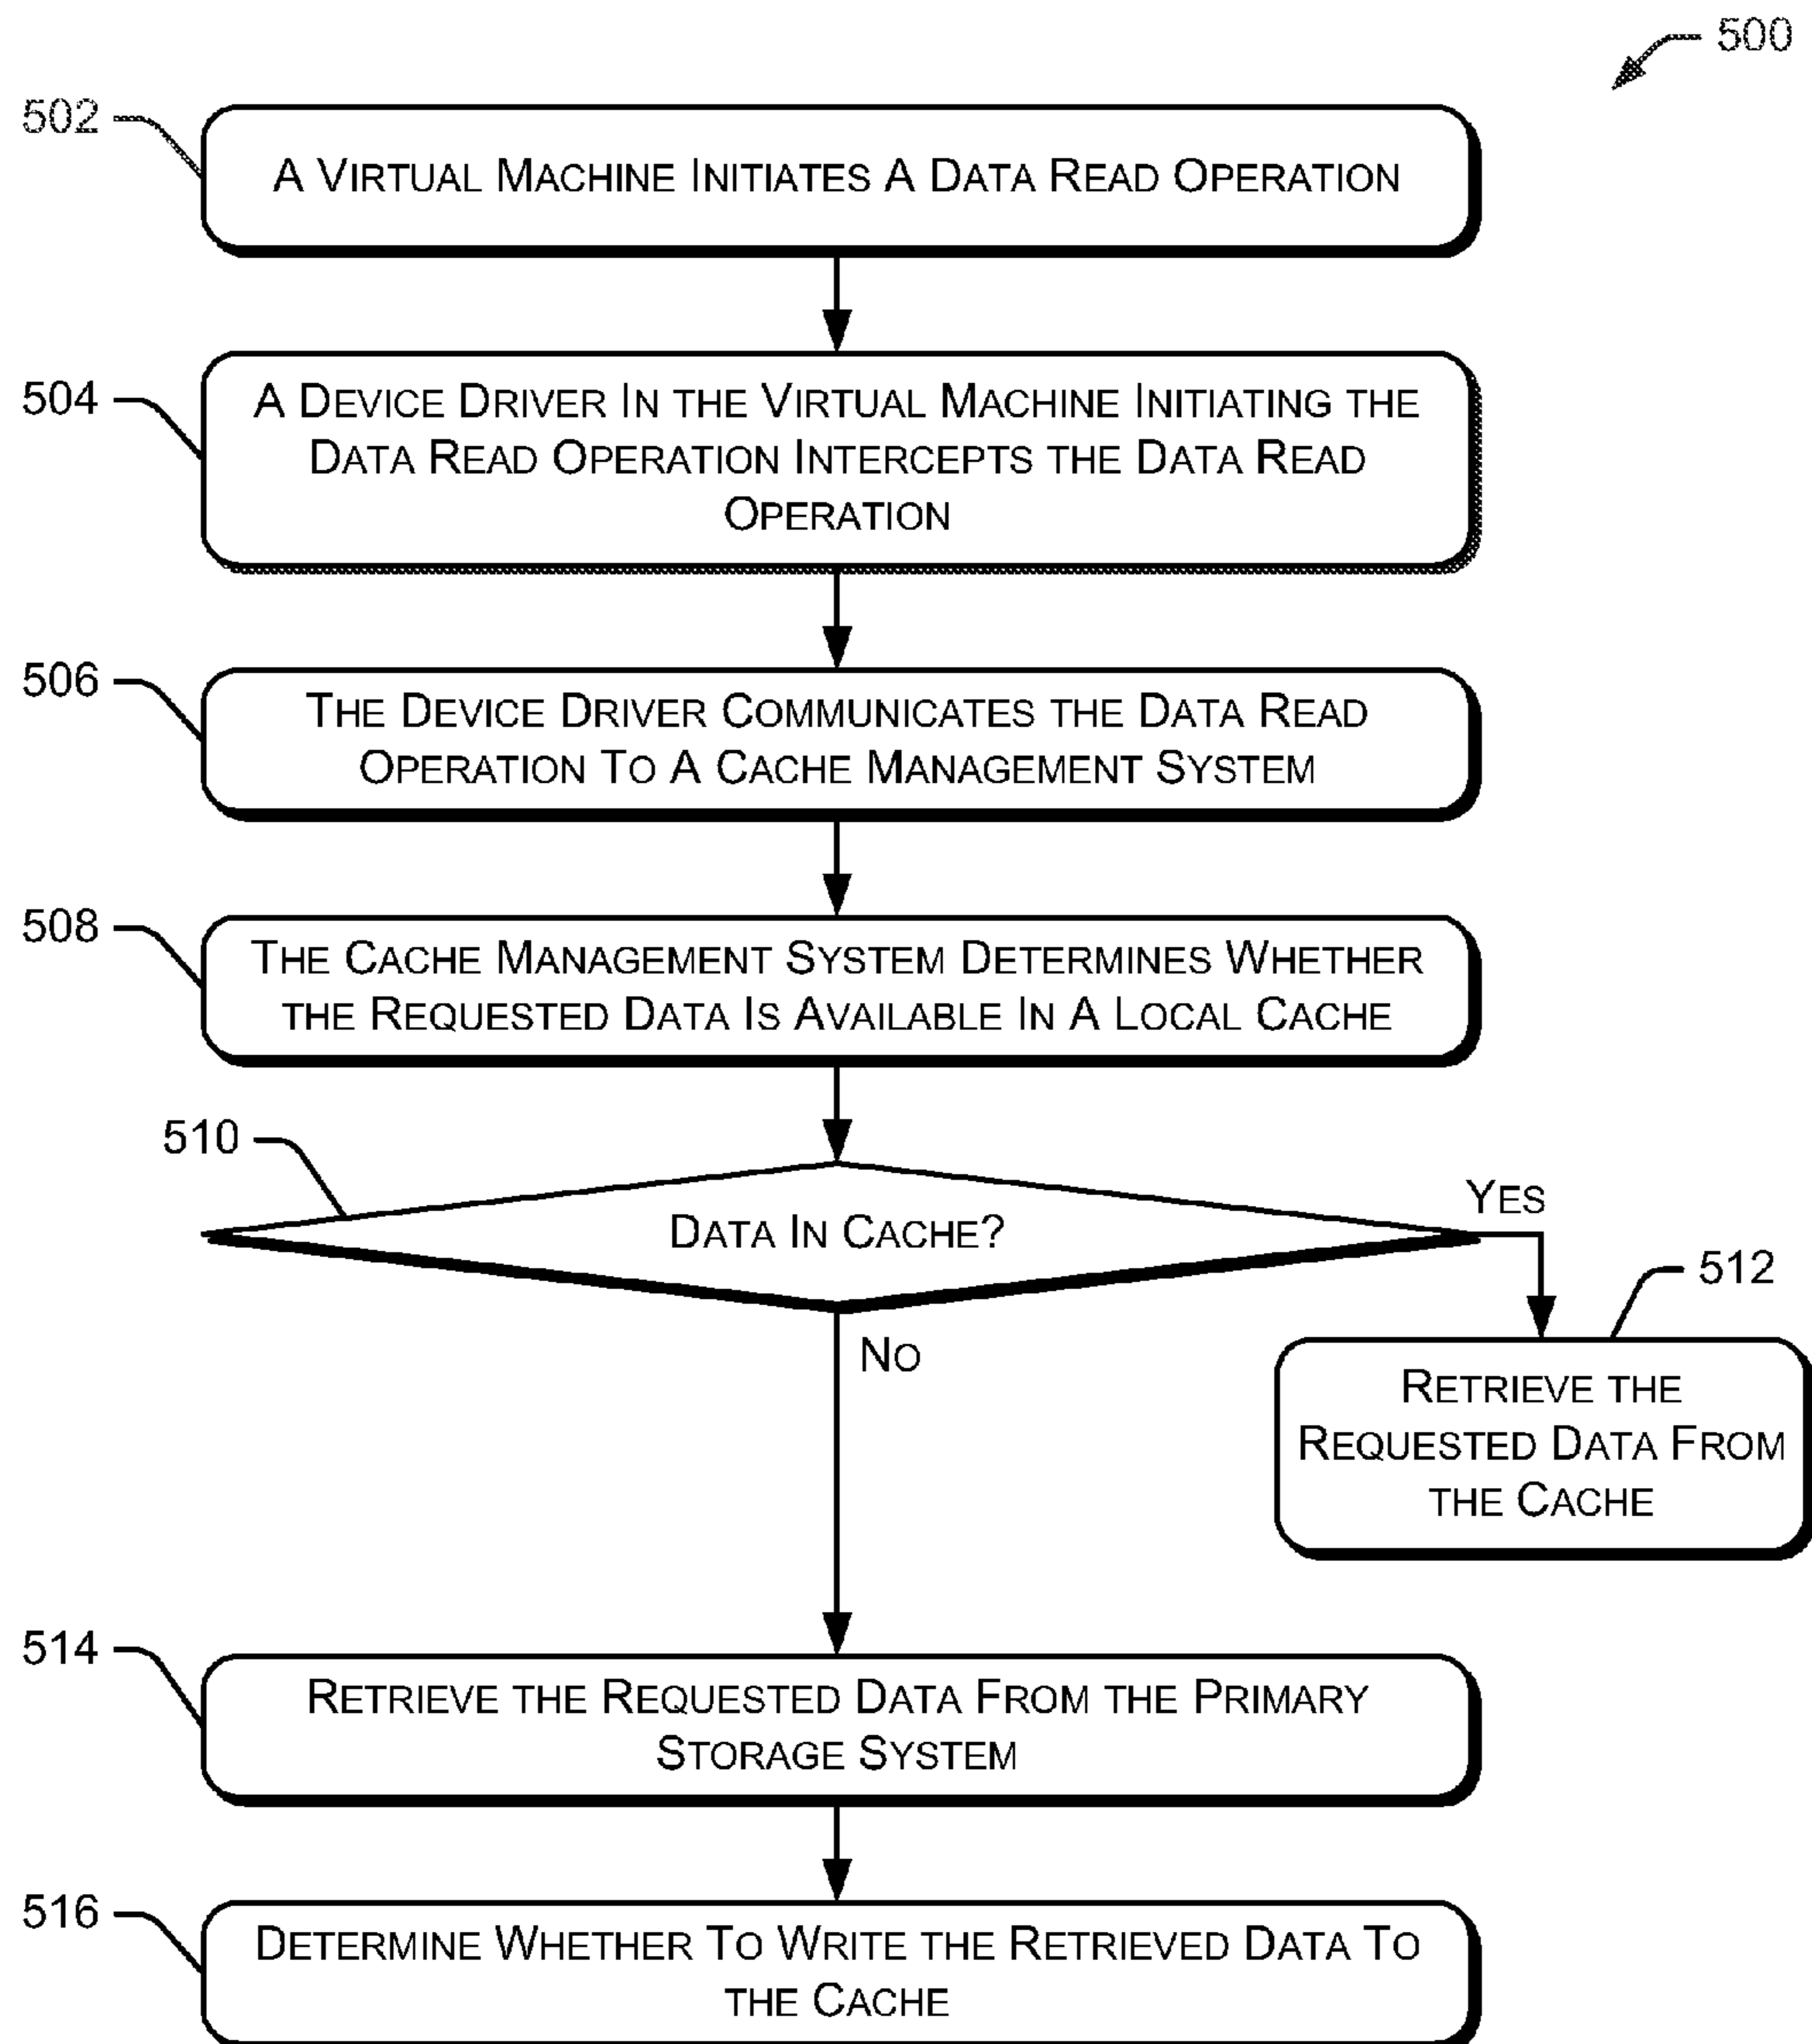 500
502
A VIRTUAL MACHINE INITIATES A DATA READ OPERATION
504
A DEVICE DRIVER IN THE VIRTUAL MACHINE INITIATING THE
DATA READ OPERATION INTERCEPTS THE DATA READ
OPERATION
506
THE DEVICE DRIVER COMMUNICATES THE DATA READ
OPERATION TO A CACHE MANAGEMENT SYSTEM
508
THE CACHE MANAGEMENT SYSTEM DETERMINES WHETHER
THE REQUESTED DATA IS AVAILABLE IN A LOCAL CACHE
510
DATA IN CACHE?
YES
512
NO
RETRIEVE THE
REQUESTED DATA FROM
THE CACHE
514
RETRIEVE THE REQUESTED DATA FROM THE PRIMARY
STORAGE SYSTEM
516
DETERMINE WHETHER TO WRITE THE RETRIEVED DATA TO
THE CACHE